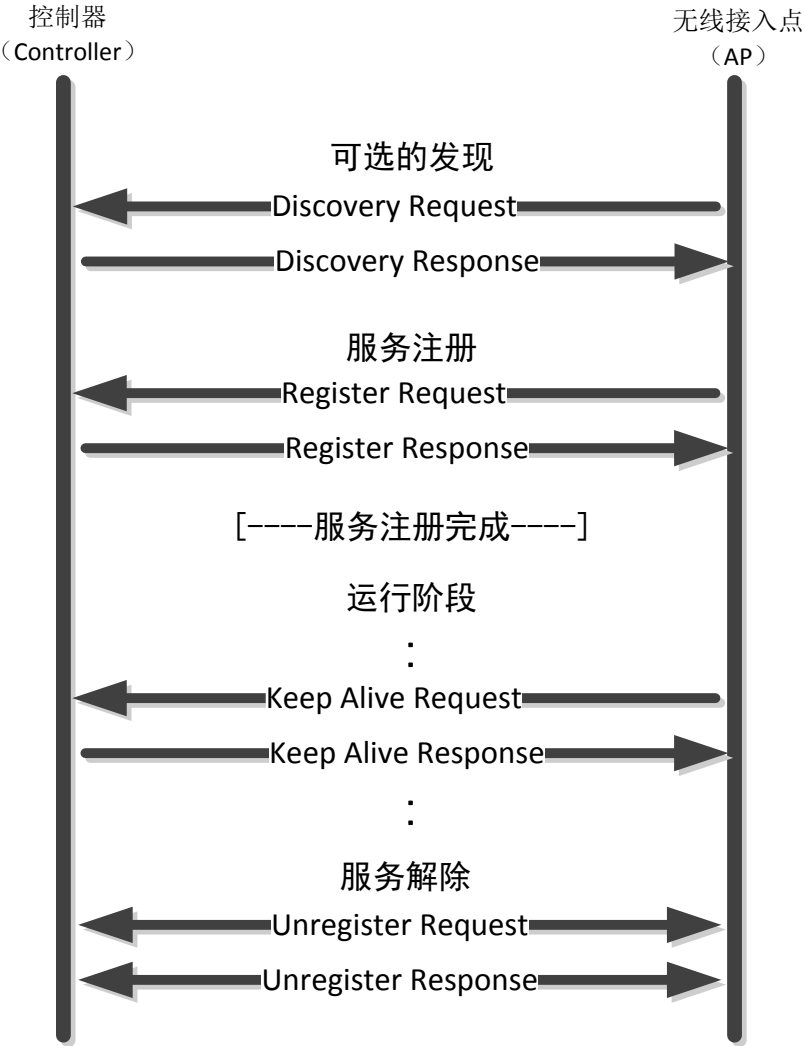 控制器
（Controller）
无线接入点
（AP）
可选的发现
Discovery Request
Discovery Response
服务注册
Register Request
Register Response
[----服务注册完成----]
运行阶段
:
Keep Alive Request
Keep Alive Response
:
服务解除
Unregister Request
Unregister Response